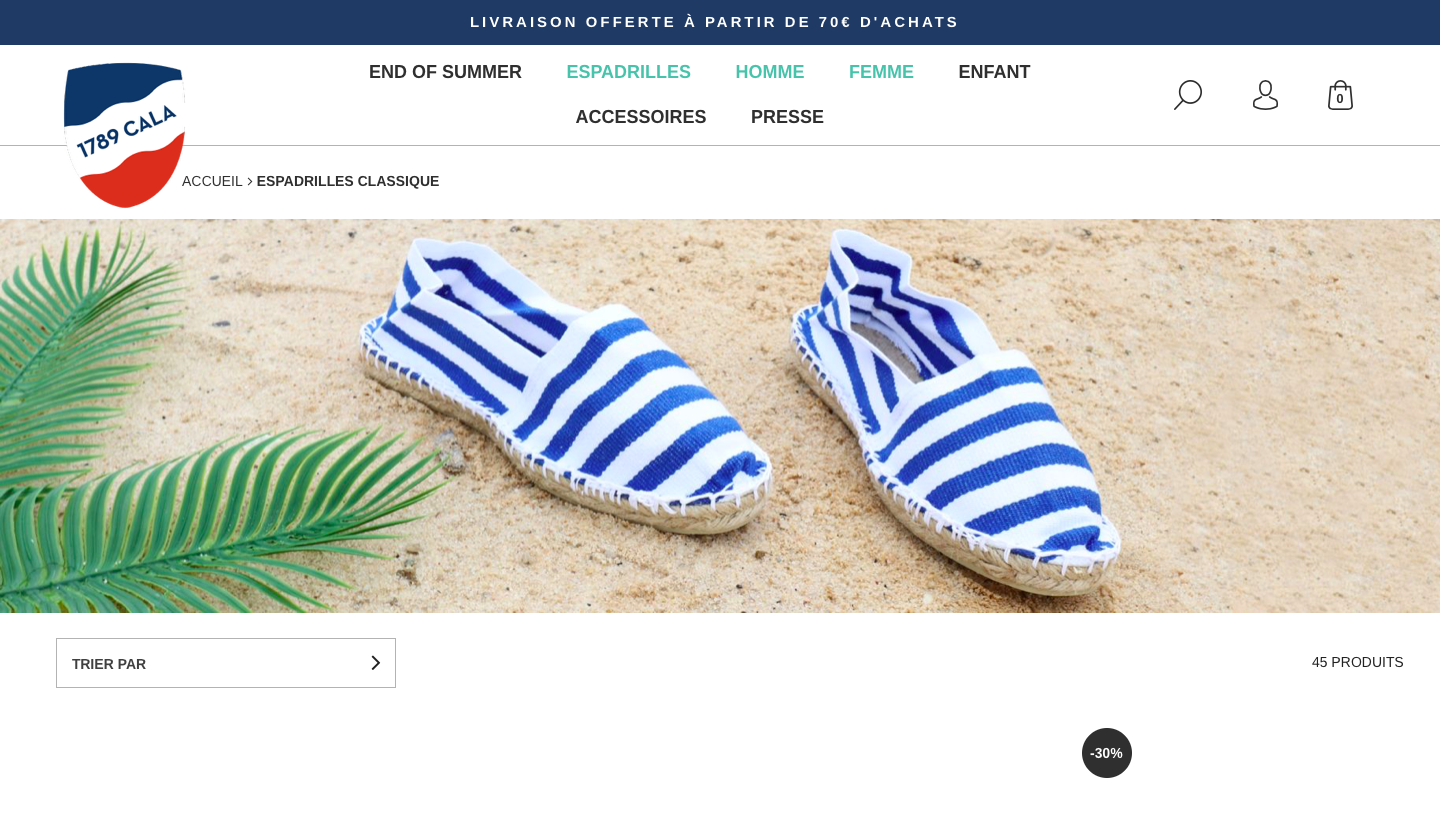 LIVRAISON OFFERTE À PARTIR DE 70€ D'ACHATS
1789 CALA
END OF SUMMER ESPADRILLES HOMME FEMME ENFANT
ACCESSOIRES PRESSE
0
ACCUEIL > ESPADRILLES CLASSIQUE
TRIER PAR
45 PRODUITS
-30%